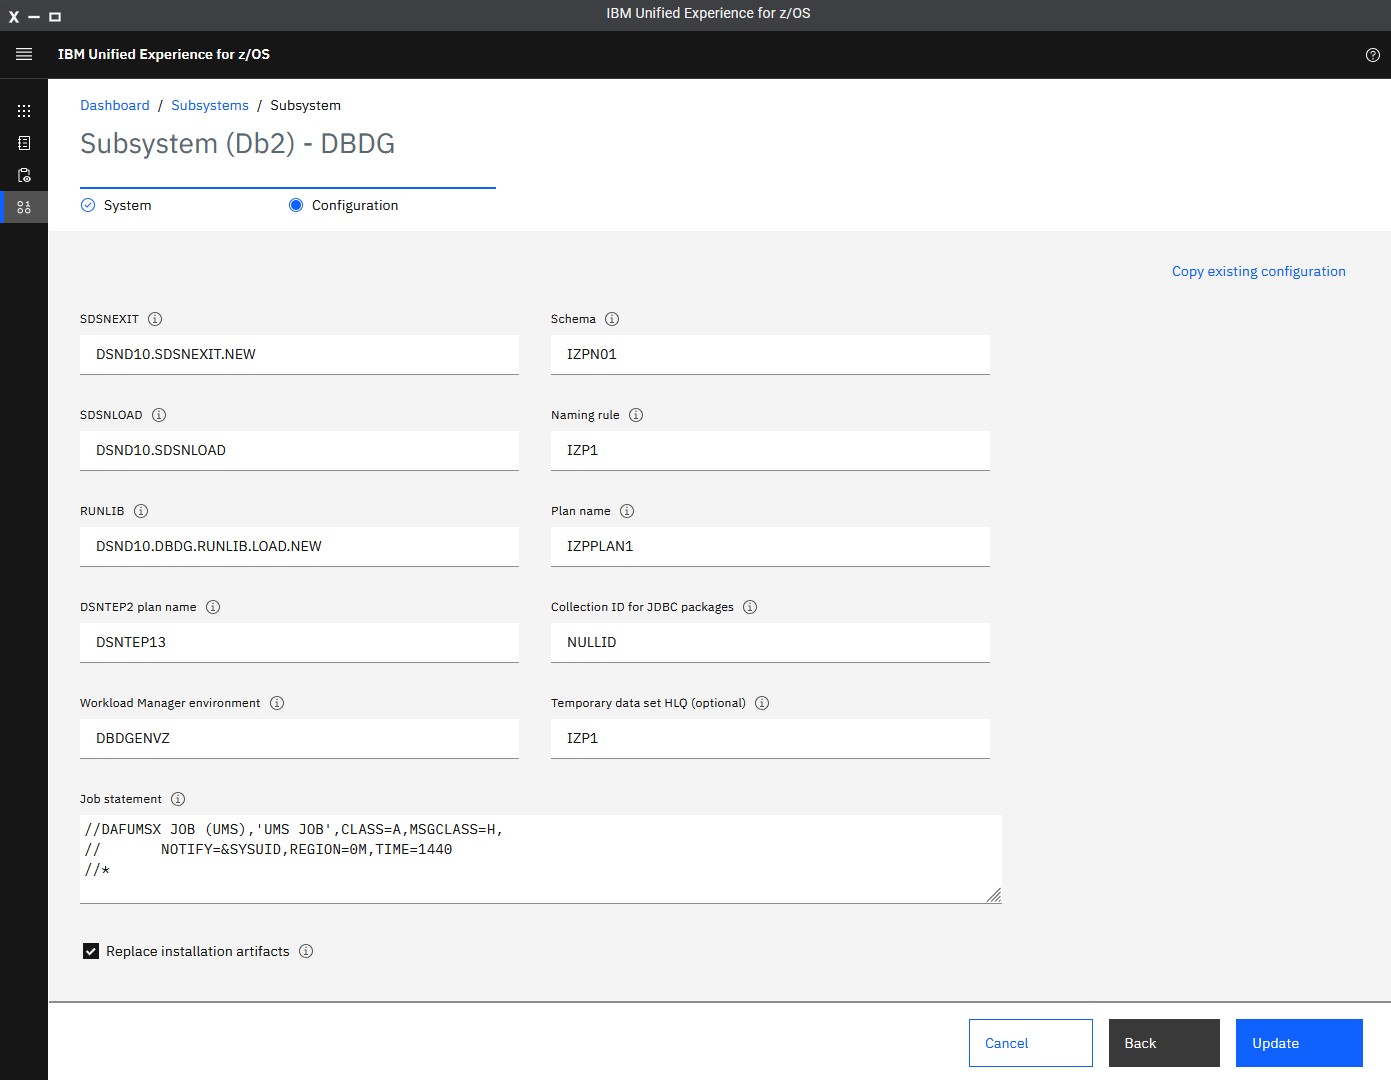 X
IBM Unified Experience for z/OS
IBM Unified Experience for z/OS
Dashboard / Subsystems / Subsystem
Subsystem (Db2) - DBDG
System
Configuration
Copy existing configuration
SDSNEXIT
DSND10.SDSNEXIT.NEW
Schema
IZPN01
SDSNLOAD
DSND10.SDSNLOAD
Naming rule
IZP1
RUNLIB
DSND10.DBDG.RUNLIB.LOAD.NEW
Plan name
IZPPLAN1
DSNTEP2 plan name
DSNTEP13
Collection ID for JDBC packages
NULLID
Workload Manager environment
DBDGENVZ
Temporary data set HLQ (optional)
IZP1
Job statement
//DAFUMSX JOB (UMS),'UMS JOB',CLASS=A,MSGCLASS=H,
//       NOTIFY=&SYSUID,REGION=0M,TIME=1440
//*
Replace installation artifacts
Cancel
Back
Update